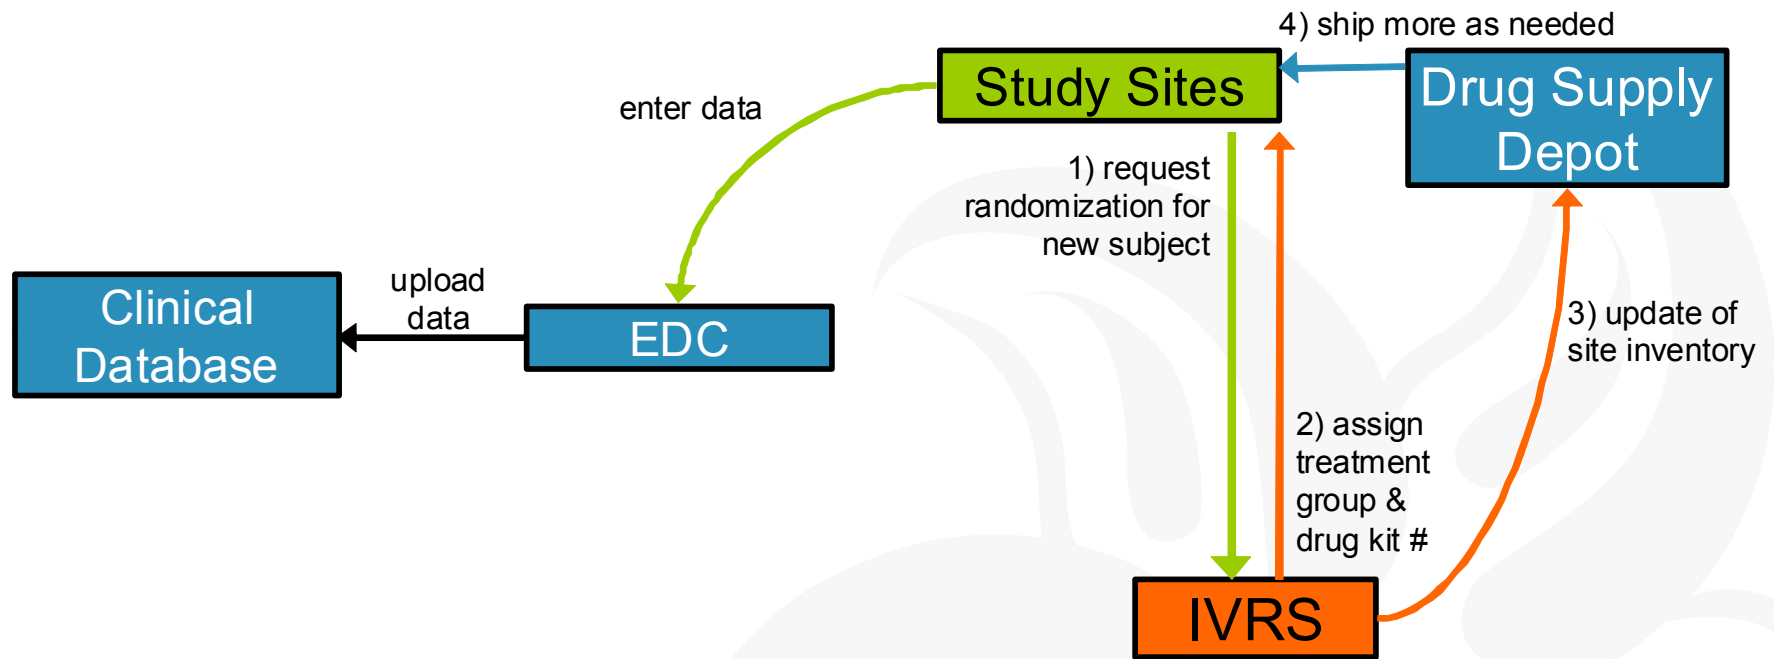 4) ship more as needed
Study Sites
Drug Supply
Depot
enter data
1) request
randomization for
new subject
Clinical
Database
upload
data
EDC
3) update of
site inventory
2) assign
treatment
group &
drug kit #
IVRS